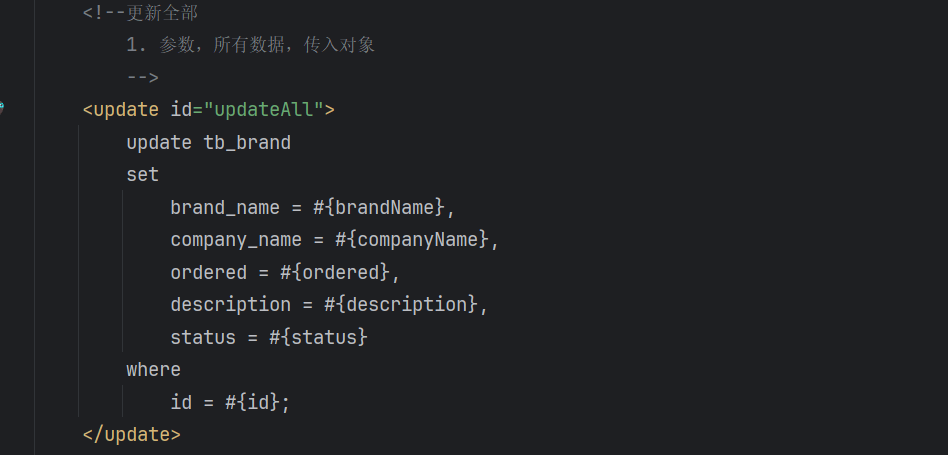 <!--更新全部
1. 参数，所有数据，传入对象
-->
<update id="updateAll">
update tb_brand
set
brand_name = #{brandName},
company_name = #{companyName},
ordered = #{ordered},
description = #{description},
status = #{status}
where
id = #{id};
</update>